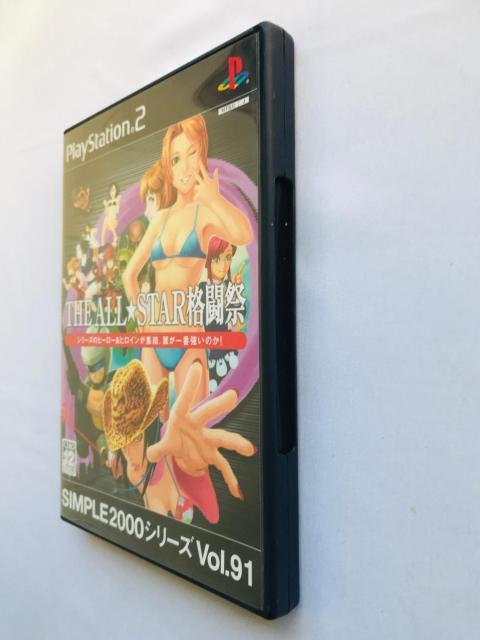 PlayStation®2
NTSC J
THE ALL★STAR格闘祭
シリーズのヒーロー&ヒロインが集結、誰が一番強いのか!
SIMPLE2000シリーズ Vol.91